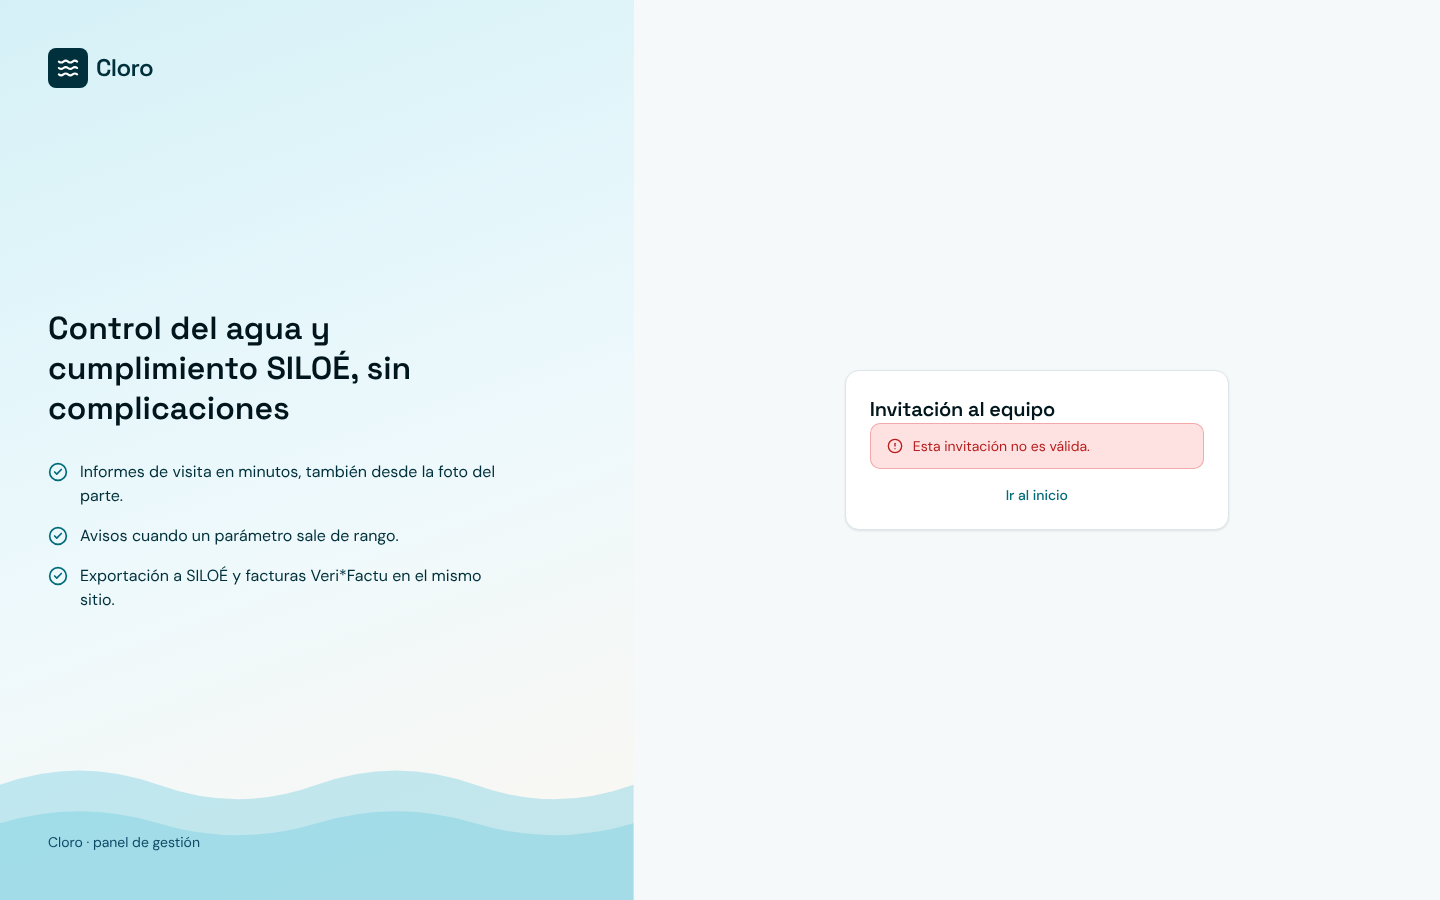 Cloro
Control del agua y
cumplimiento SILOÉ, sin
complicaciones
Informes de visita en minutos, también desde la foto del
parte.
Avisos cuando un parámetro sale de rango.
Exportación a SILOÉ y facturas Veri*Factu en el mismo
sitio.
Cloro · panel de gestión
Invitación al equipo
Esta invitación no es válida.
Ir al inicio